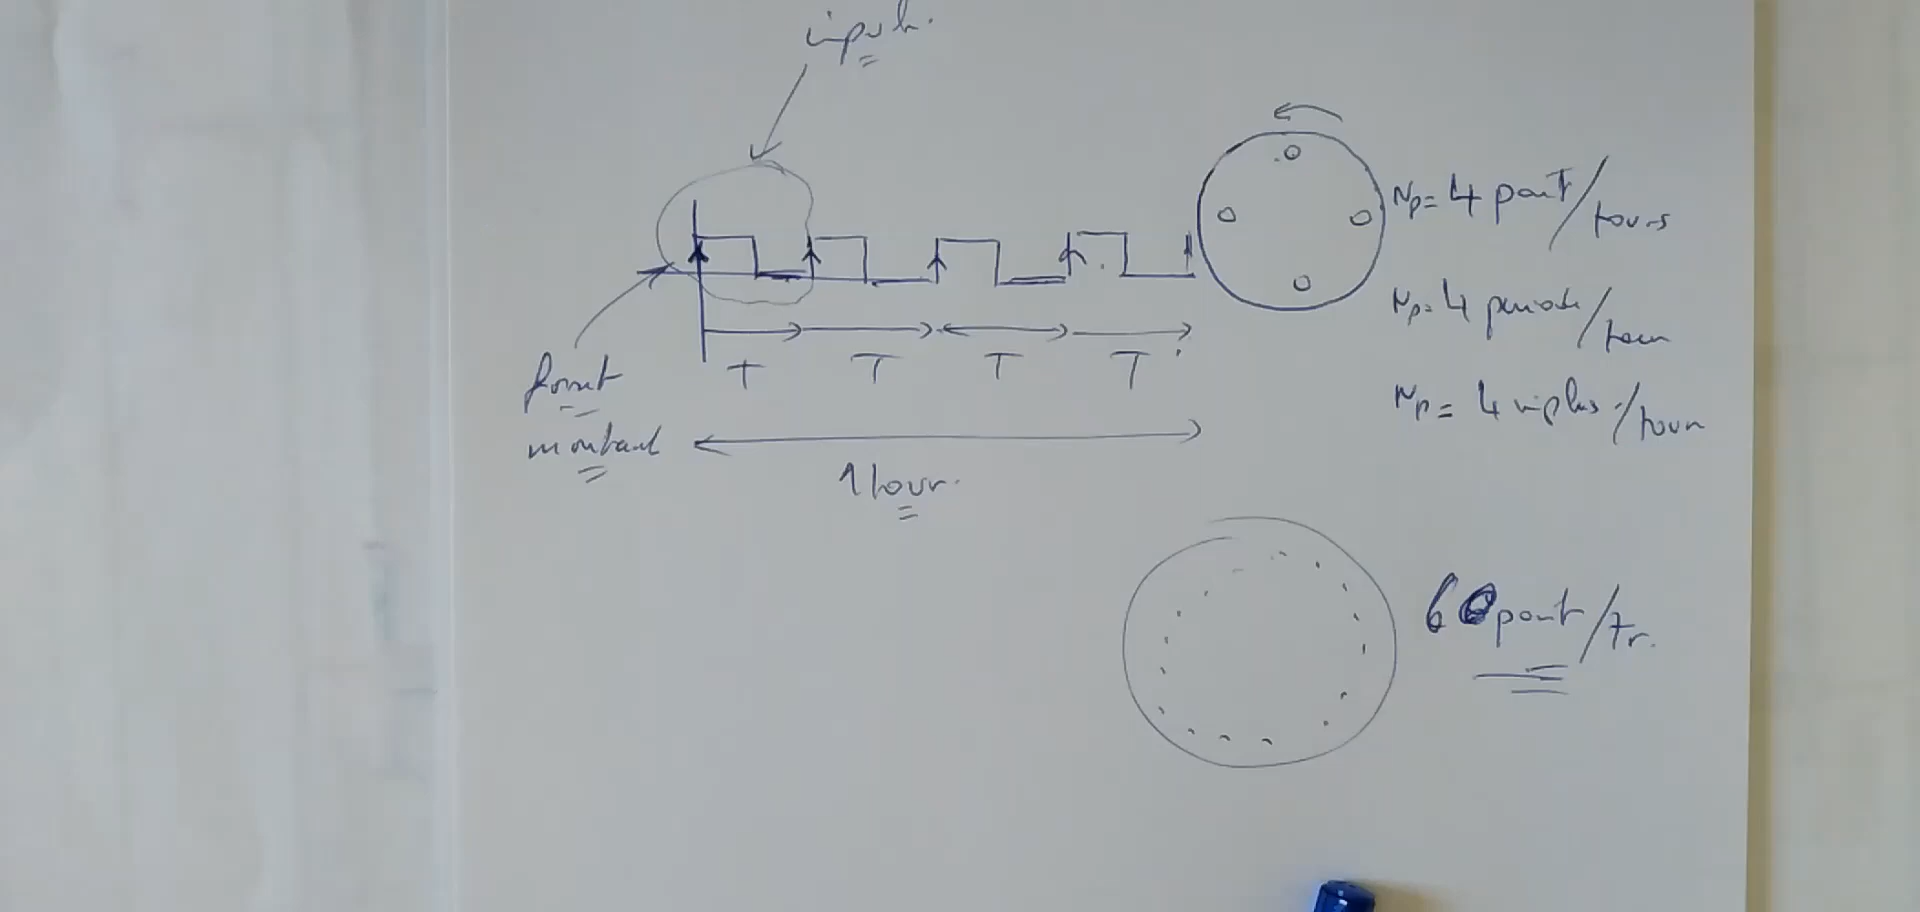 impuls.
Np= 4 point/tours
Np= 4 periode/tour
T T T T
front
montant
Np= 4 implus./tour
1 tour.
60 point/Tr.